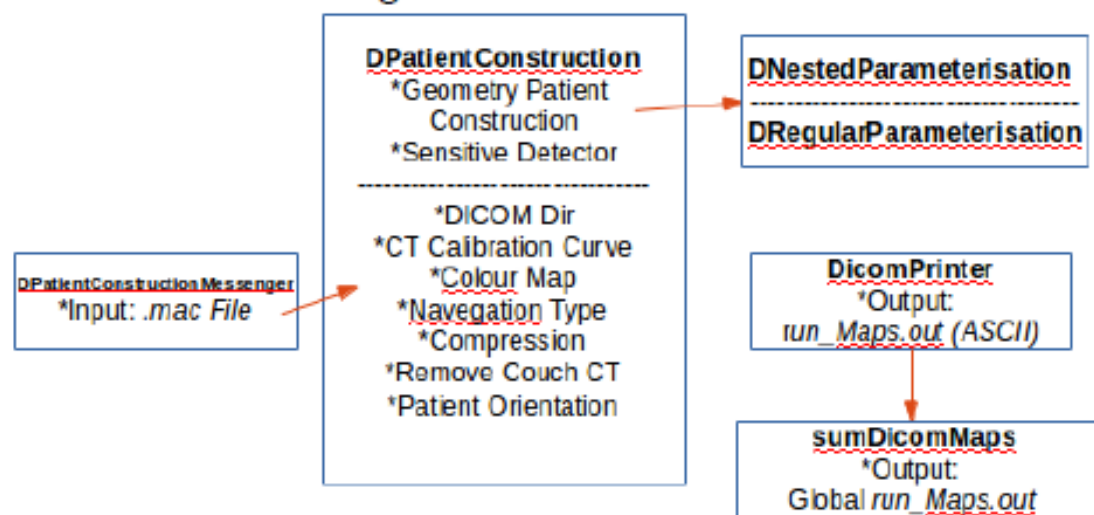 DPatientConstruction
*Geometry Patient
Construction
*Sensitive Detector
----------------------------------
*DICOM Dir
*CT Calibration Curve
*Colour Map
*Navegation Type
*Compression
*Remove Couch CT
*Patient Orientation
DNestedParameterisation
---------------------------------------
DRegularParameterisation
DPatientConstructionMessenger
*Input: .mac File
DicomPrinter
*Output:
run_Maps.out (ASCII)
sumDicomMaps
*Output:
Global run_Maps.out